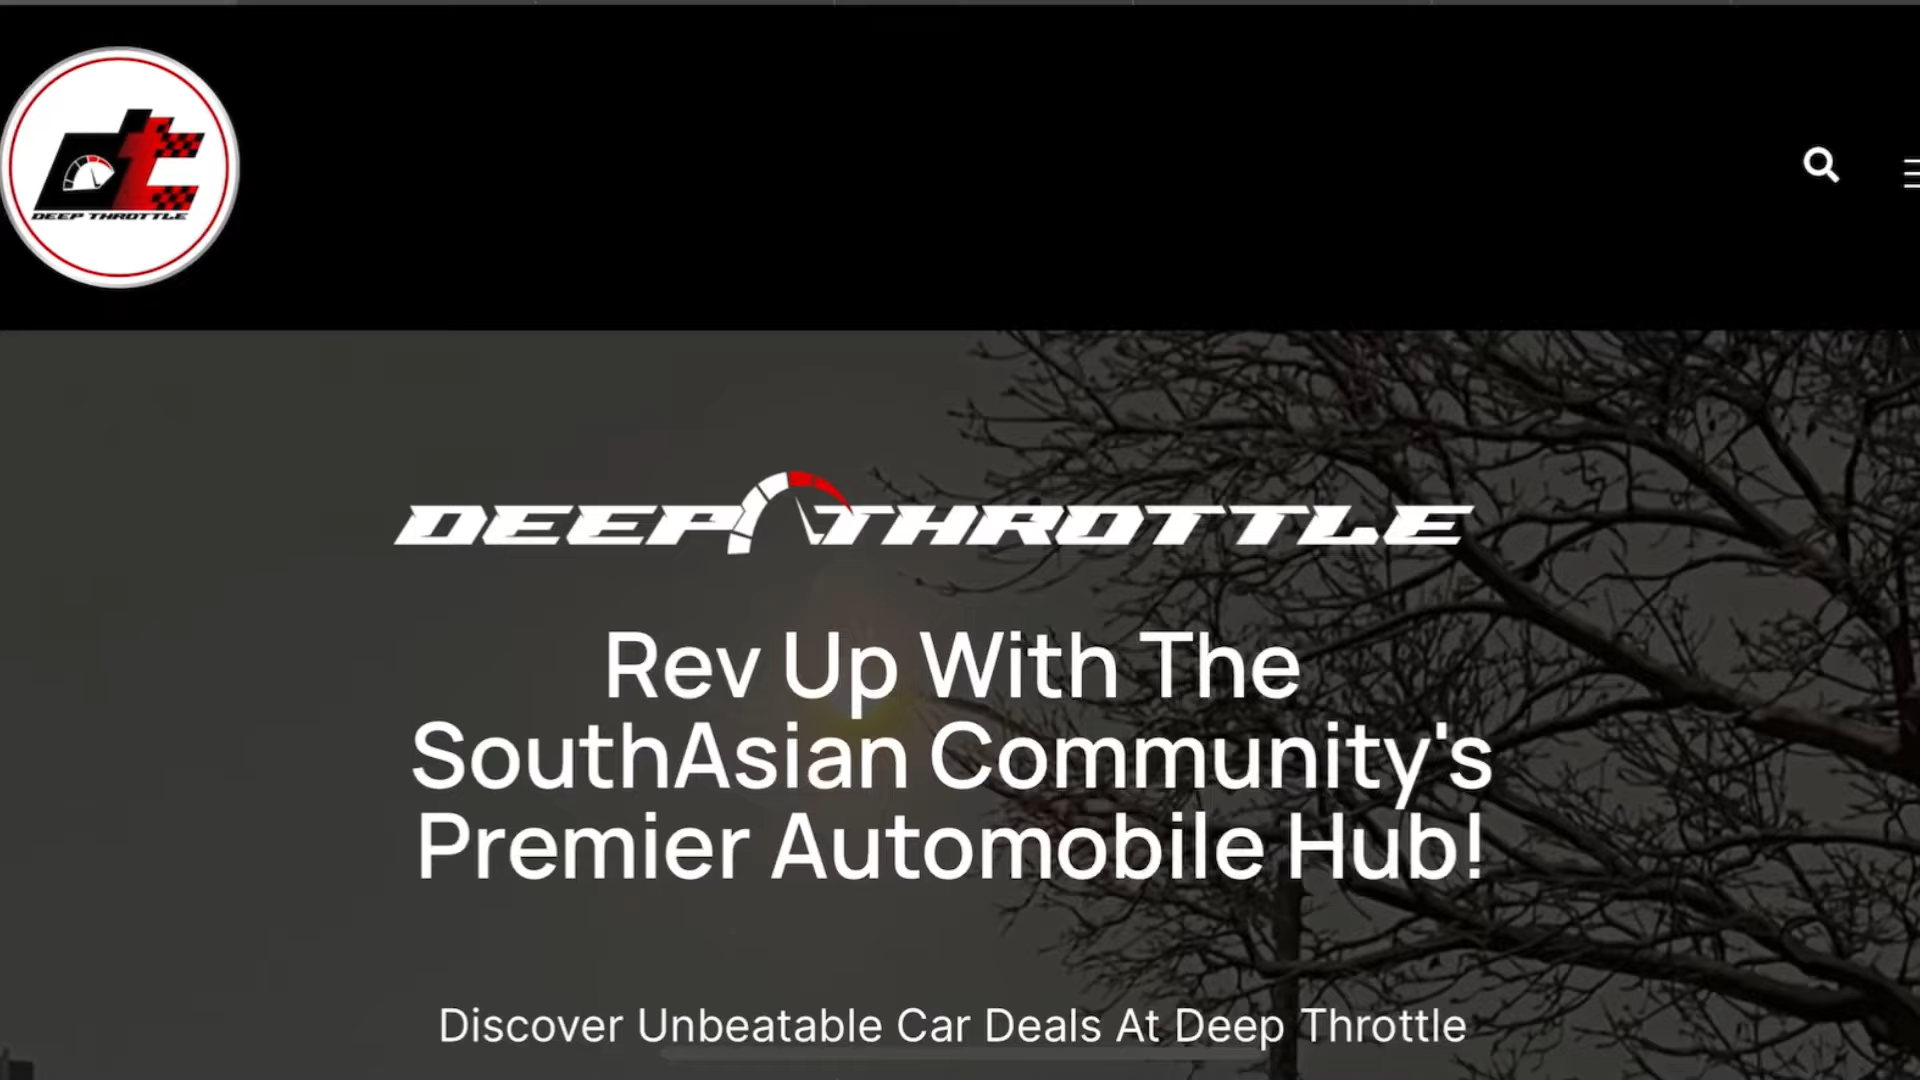 dt
DEEP THROTTLE
DEEP THROTTLE
Rev Up With The
SouthAsian Community's
Premier Automobile Hub!
Discover Unbeatable Car Deals At Deep Throttle